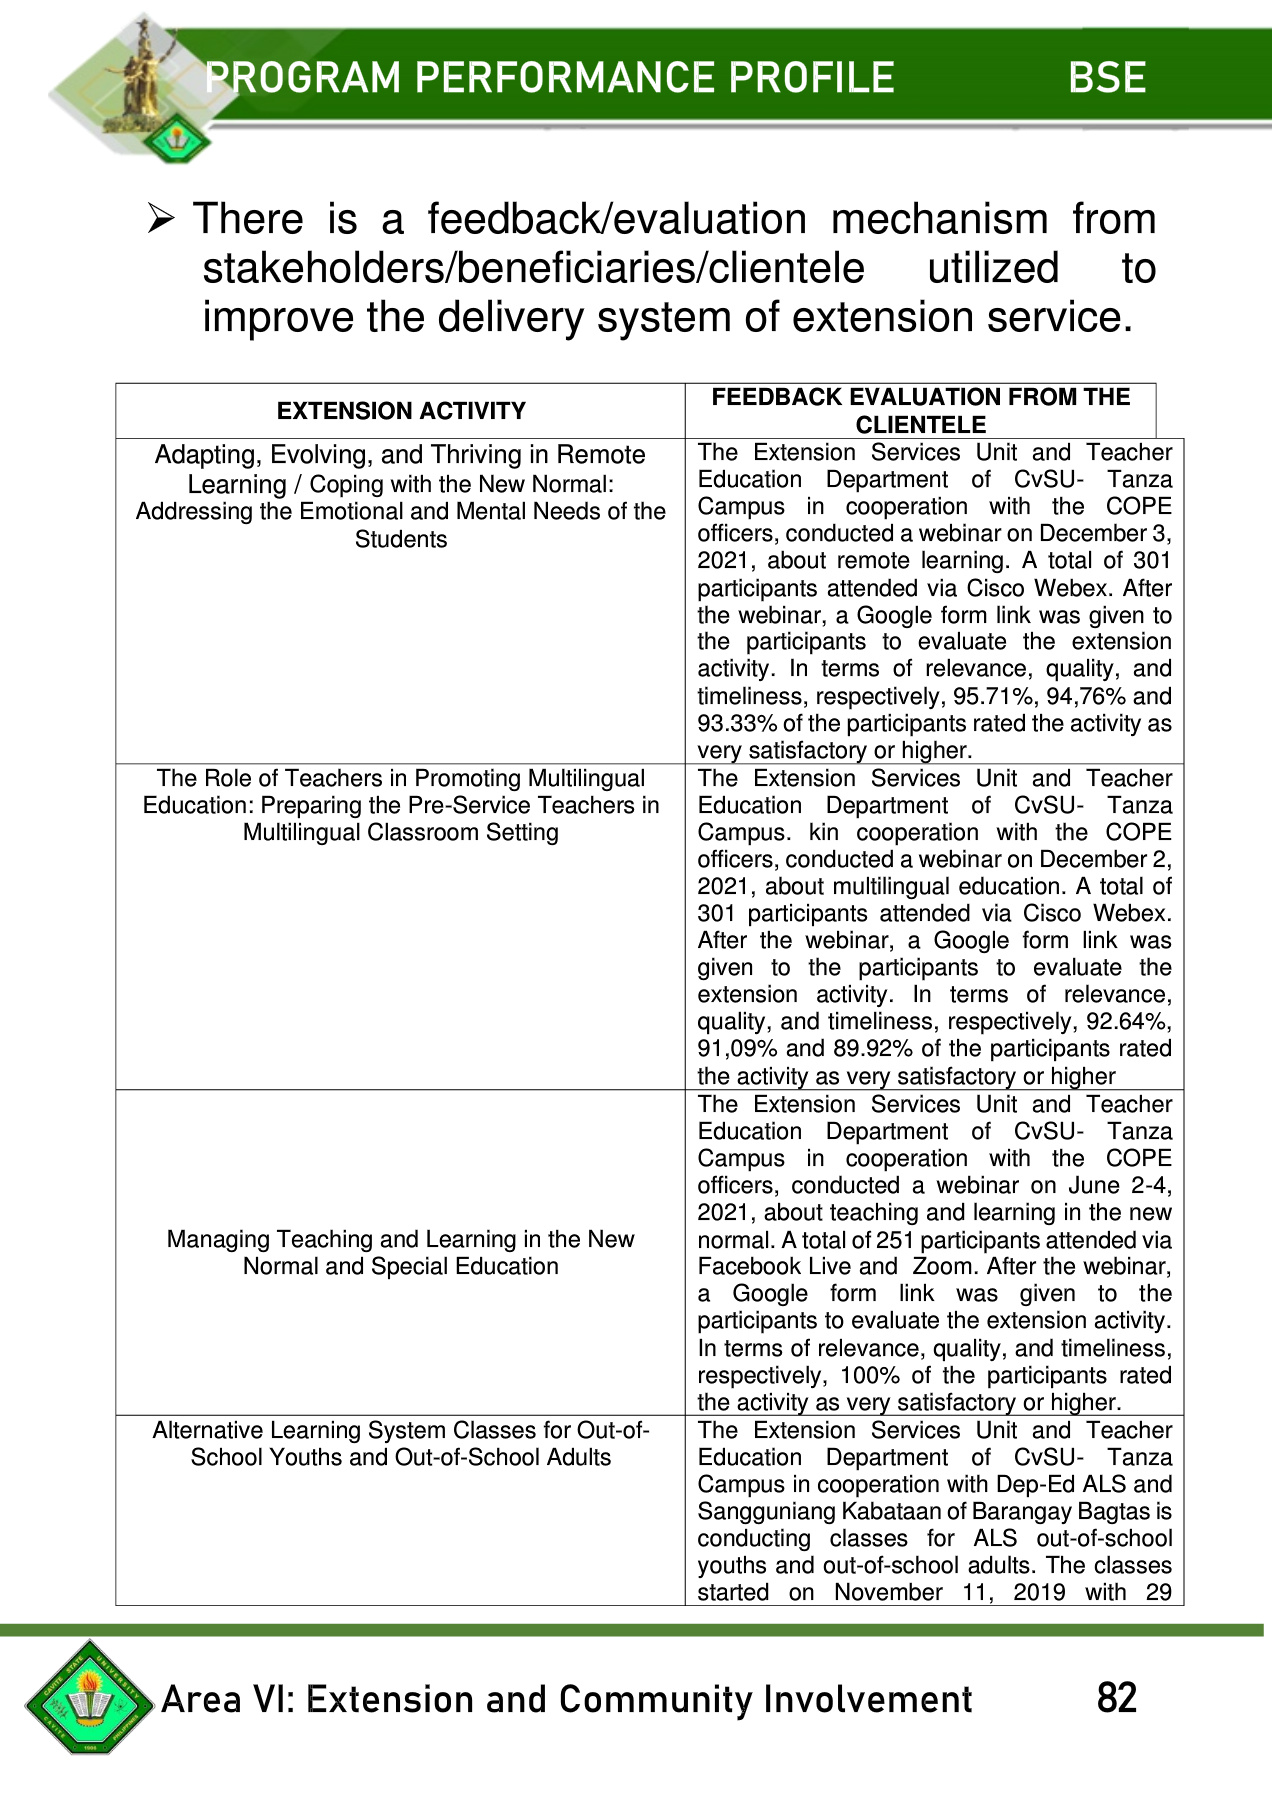 PROGRAM PERFORMANCE PROFILE BSE
➢ There is a feedback/evaluation mechanism from
stakeholders/beneficiaries/clientele utilized to
improve the delivery system of extension service.
EXTENSION ACTIVITY
FEEDBACK EVALUATION FROM THE
CLIENTELE
Adapting, Evolving, and Thriving in Remote
Learning / Coping with the New Normal:
Addressing the Emotional and Mental Needs of the
Students
The Extension Services Unit and Teacher
Education Department of CvSU- Tanza
Campus in cooperation with the COPE
officers, conducted a webinar on December 3,
2021, about remote learning. A total of 301
participants attended via Cisco Webex. After
the webinar, a Google form link was given to
the participants to evaluate the extension
activity. In terms of relevance, quality, and
timeliness, respectively, 95.71%, 94,76% and
93.33% of the participants rated the activity as
very satisfactory or higher.
The Role of Teachers in Promoting Multilingual
Education: Preparing the Pre-Service Teachers in
Multilingual Classroom Setting
The Extension Services Unit and Teacher
Education Department of CvSU- Tanza
Campus. kin cooperation with the COPE
officers, conducted a webinar on December 2,
2021, about multilingual education. A total of
301 participants attended via Cisco Webex.
After the webinar, a Google form link was
given to the participants to evaluate the
extension activity. In terms of relevance,
quality, and timeliness, respectively, 92.64%,
91,09% and 89.92% of the participants rated
the activity as very satisfactory or higher
Managing Teaching and Learning in the New
Normal and Special Education
The Extension Services Unit and Teacher
Education Department of CvSU- Tanza
Campus in cooperation with the COPE
officers, conducted a webinar on June 2-4,
2021, about teaching and learning in the new
normal. A total of 251 participants attended via
Facebook Live and Zoom. After the webinar,
a Google form link was given to the
participants to evaluate the extension activity.
In terms of relevance, quality, and timeliness,
respectively, 100% of the participants rated
the activity as very satisfactory or higher.
Alternative Learning System Classes for Out-of-
School Youths and Out-of-School Adults
The Extension Services Unit and Teacher
Education Department of CvSU- Tanza
Campus in cooperation with Dep-Ed ALS and
Sangguniang Kabataan of Barangay Bagtas is
conducting classes for ALS out-of-school
youths and out-of-school adults. The classes
started on November 11, 2019 with 29
CAVITE STATE UNIVERSITY
CAVITE PHILIPPINES
1906
Area VI: Extension and Community Involvement 82